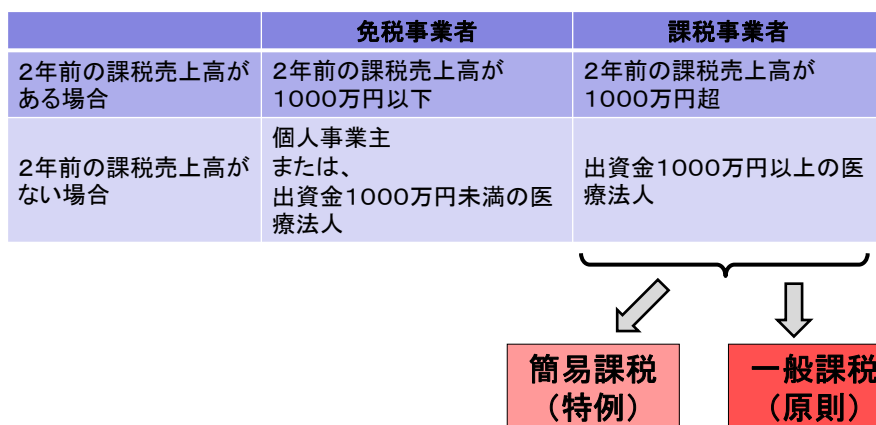 免税事業者
課税事業者
2年前の課税売上高が
ある場合
2年前の課税売上高が
1000万円以下
2年前の課税売上高が
1000万円超
2年前の課税売上高が
ない場合
個人事業主
または、
出資金1000万円未満の医
療法人
出資金1000万円以上の医
療法人
簡易課税
（特例）
一般課税
（原則）